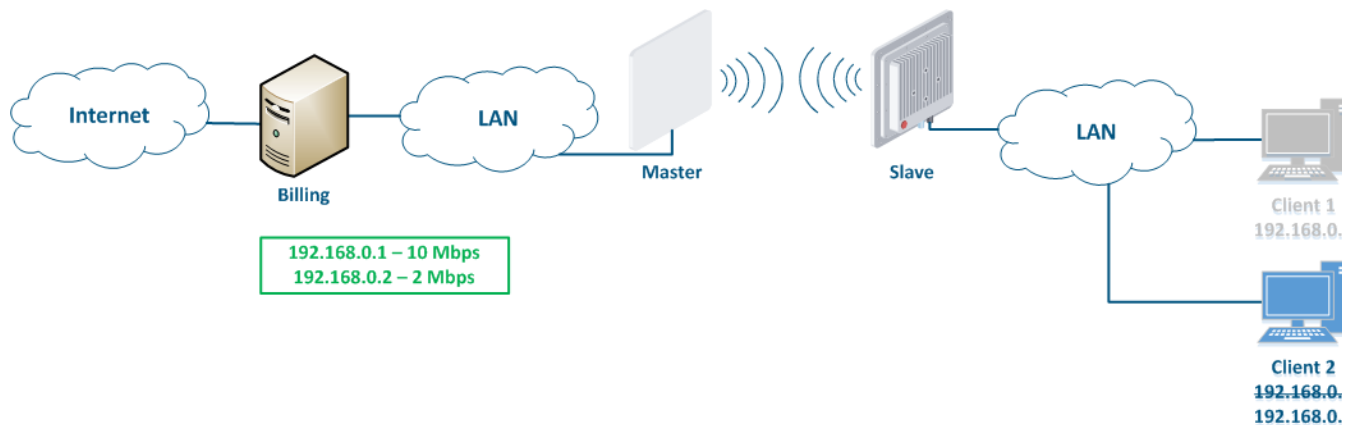 Internet
LAN
Master
Slave
LAN
Billing
192.168.0.1 – 10 Mbps
192.168.0.2 – 2 Mbps
Client 1
192.168.0.
Client 2
192.168.0.
192.168.0.